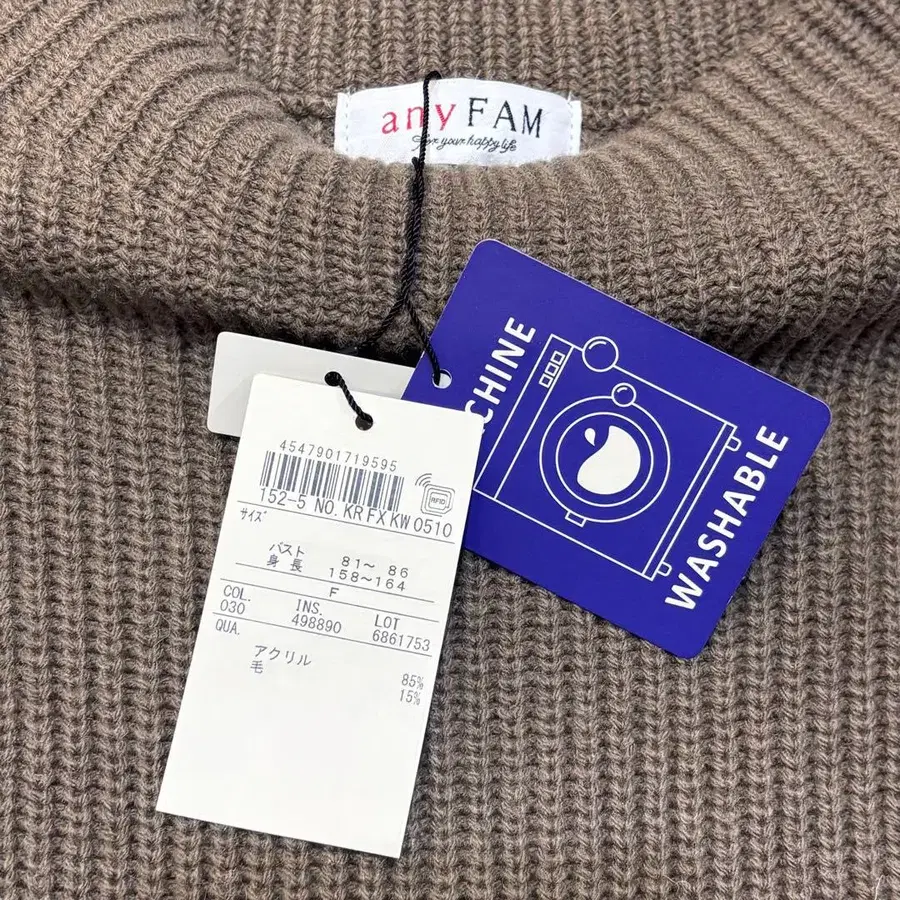 any FAM
For your happy life
CHINE
WASHABLE
4547901719595
RFID
152-5 NO. KRFXKW0510
サイズ
バスト 81〜 86
身長 158〜164
F
COL. INS. LOT
030 498890 6861753
QUA.
アクリル 85%
毛 15%